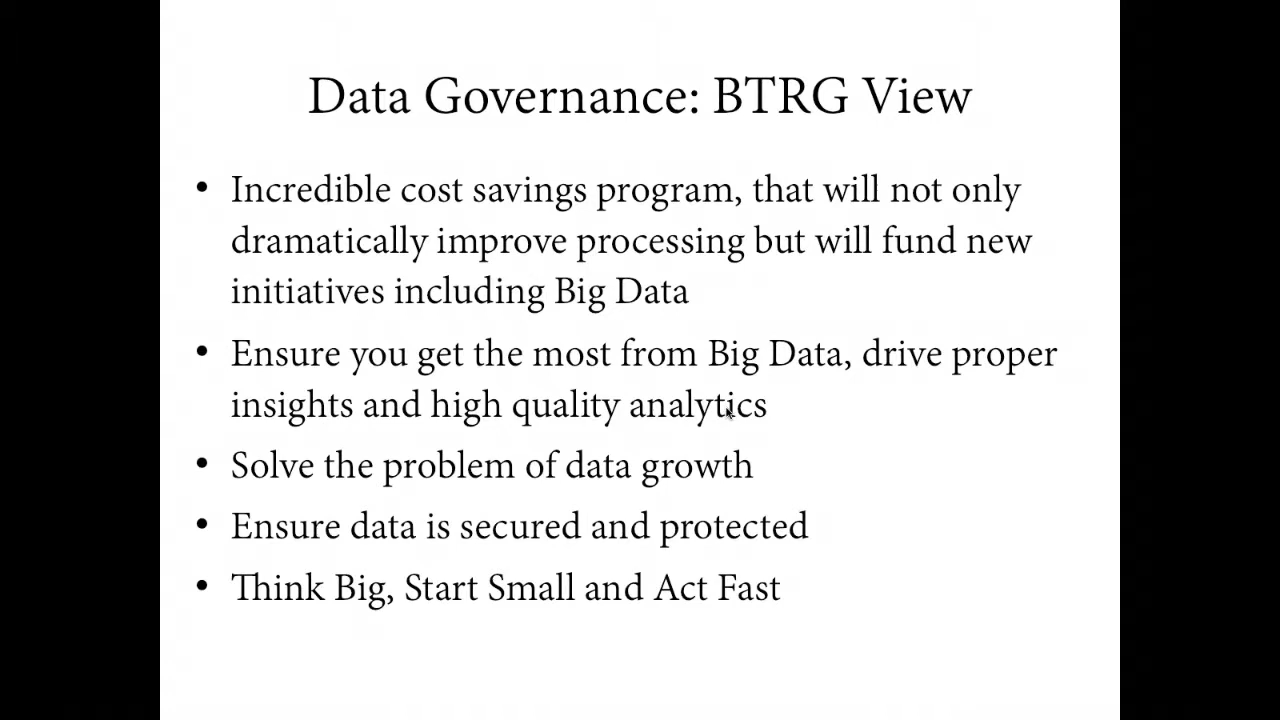 Data Governance: BTRG View
• Incredible cost savings program, that will not only
dramatically improve processing but will fund new
initiatives including Big Data
• Ensure you get the most from Big Data, drive proper
insights and high quality analytics
• Solve the problem of data growth
• Ensure data is secured and protected
• Think Big, Start Small and Act Fast